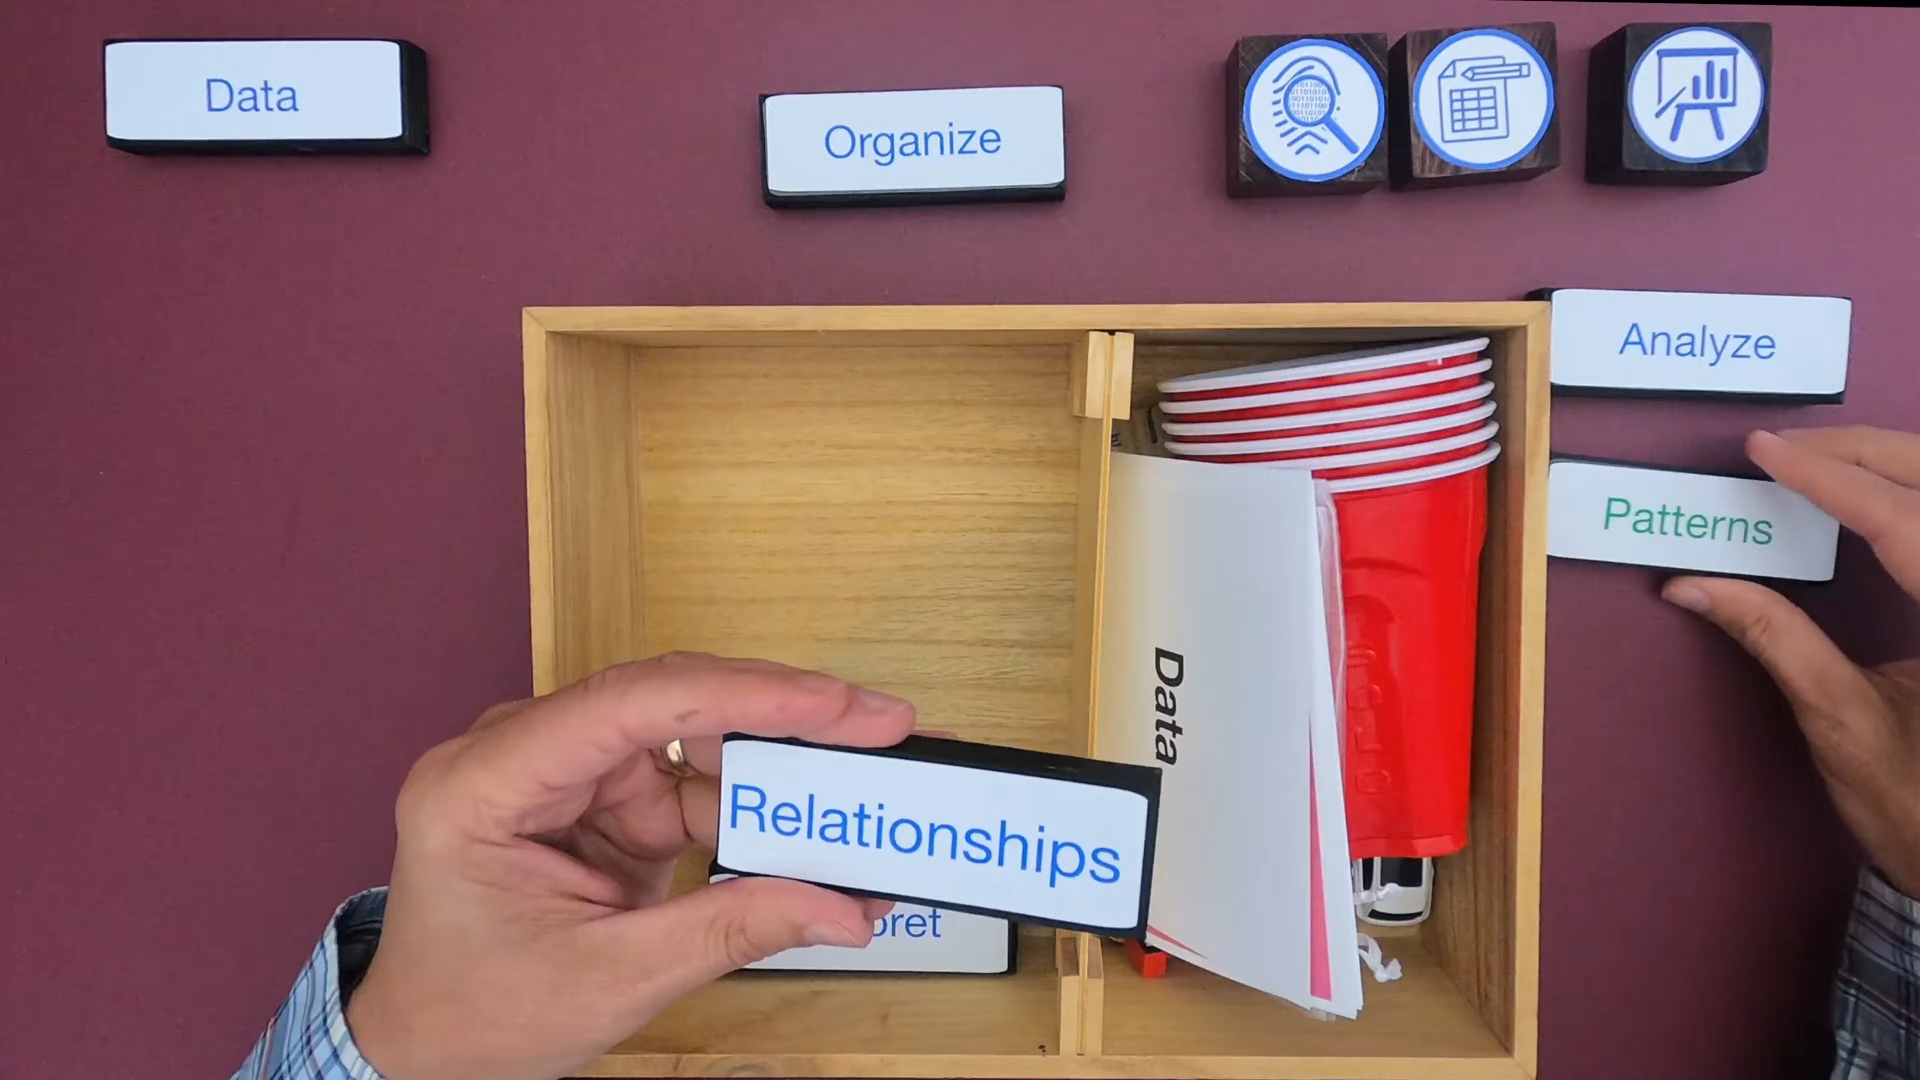 Data
Organize
Analyze
Patterns
Data
Relationships